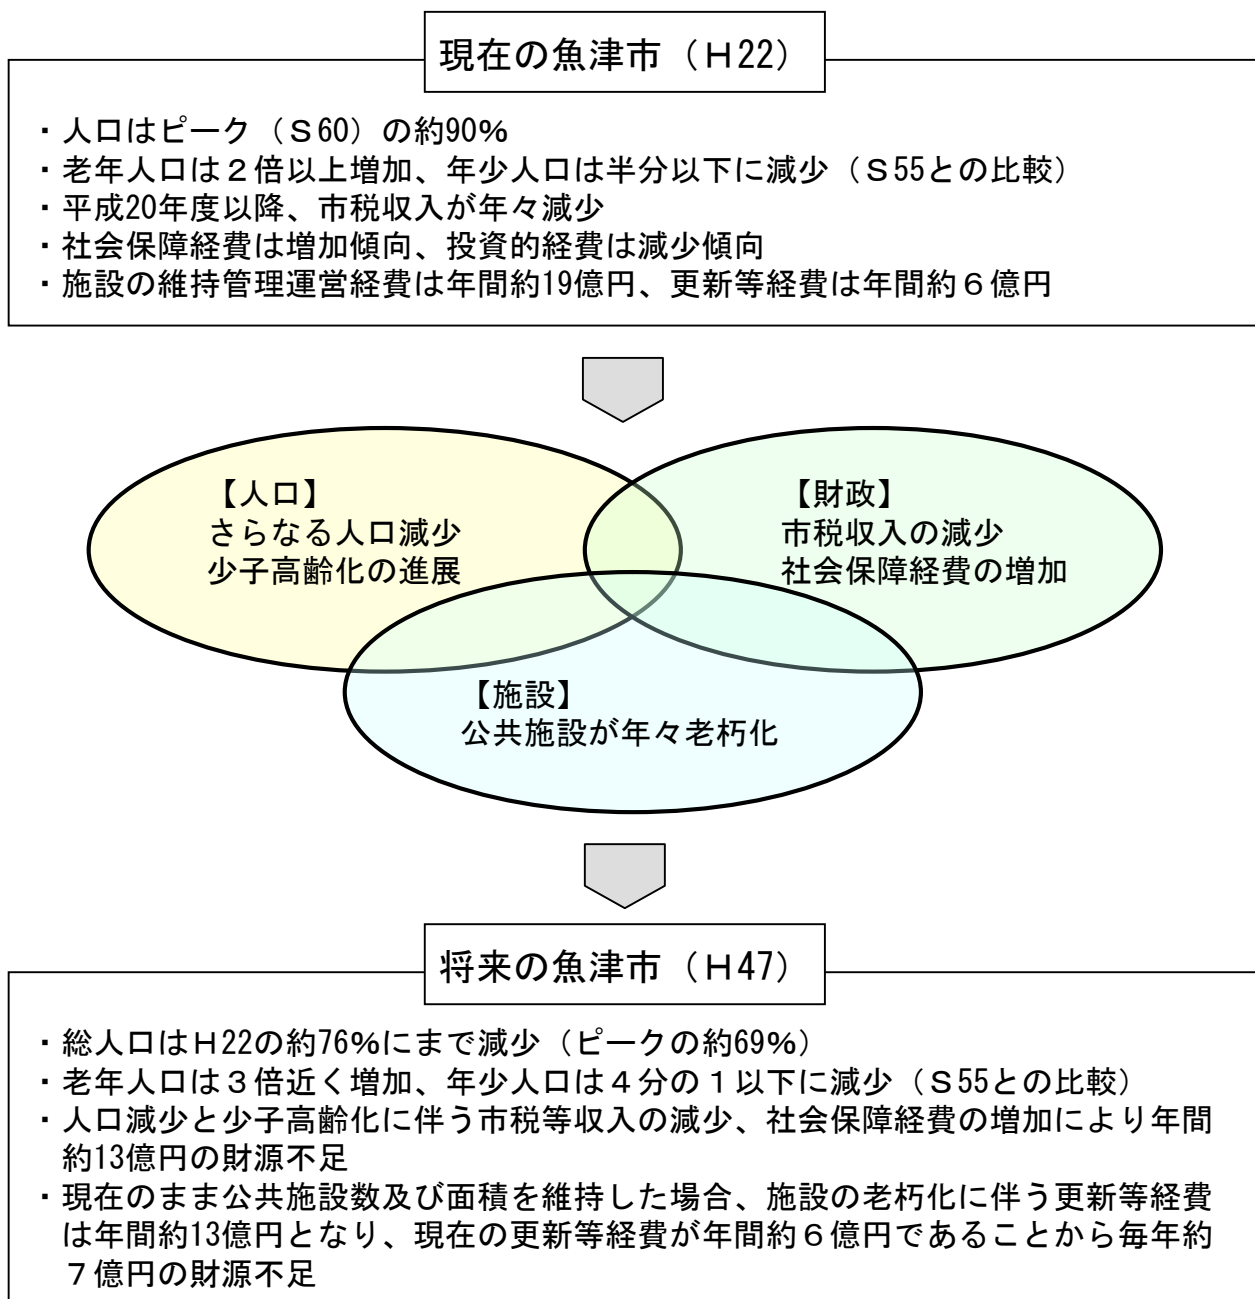 現在の魚津市（Ｈ22）
・人口はピーク（Ｓ60）の約90%
・老年人口は２倍以上増加、年少人口は半分以下に減少（Ｓ55との比較）
・平成20年度以降、市税収入が年々減少
・社会保障経費は増加傾向、投資的経費は減少傾向
・施設の維持管理運営経費は年間約19億円、更新等経費は年間約６億円
【人口】
さらなる人口減少
少子高齢化の進展
【財政】
市税収入の減少
社会保障経費の増加
【施設】
公共施設が年々老朽化
将来の魚津市（Ｈ47）
・総人口はＨ22の約76%にまで減少（ピークの約69%）
・老年人口は３倍近く増加、年少人口は４分の１以下に減少（Ｓ55との比較）
・人口減少と少子高齢化に伴う市税等収入の減少、社会保障経費の増加により年間
約13億円の財源不足
・現在のまま公共施設数及び面積を維持した場合、施設の老朽化に伴う更新等経費
は年間約13億円となり、現在の更新等経費が年間約６億円であることから毎年約
７億円の財源不足